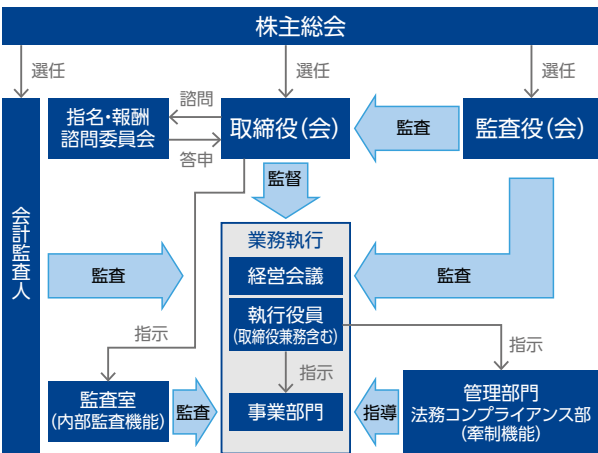 株主総会
選任
選任
選任
指名・報酬
諮問委員会
諮問
答申
取締役（会）
監査
監査役（会）
監督
会計監査人
業務執行
監査
経営会議
監査
執行役員
（取締役兼務含む）
指示
指示
指示
監査室
（内部監査機能）
監査
事業部門
指導
管理部門
法務コンプライアンス部
（牽制機能）